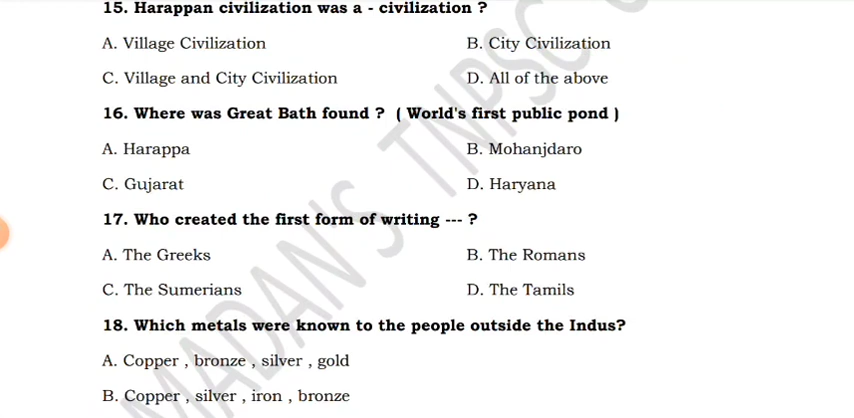 15. Harappan civilization was a - civilization ?
A. Village Civilization B. City Civilization
C. Village and City Civilization D. All of the above
16. Where was Great Bath found ? ( World's first public pond )
A. Harappa B. Mohanjdaro
C. Gujarat D. Haryana
17. Who created the first form of writing --- ?
A. The Greeks B. The Romans
C. The Sumerians D. The Tamils
18. Which metals were known to the people outside the Indus?
A. Copper , bronze , silver , gold
B. Copper , silver , iron , bronze
MADAN'S TNPSC